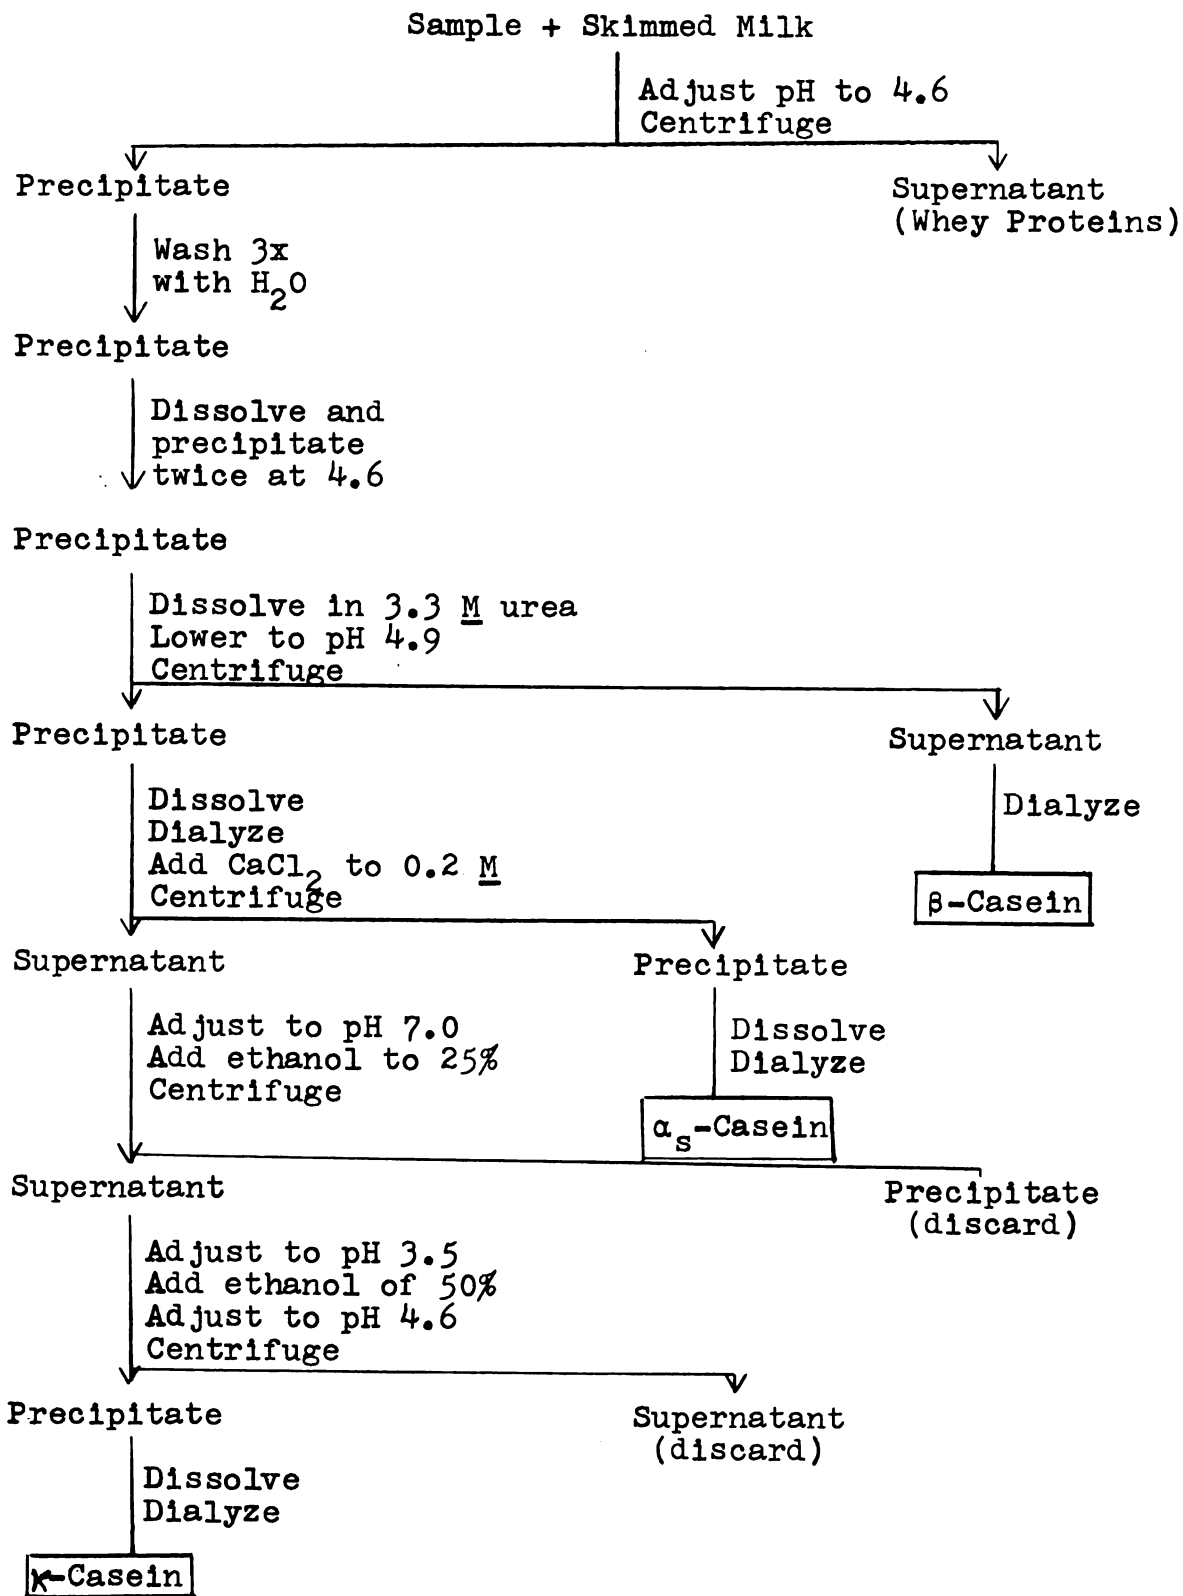 Sample + Skimmed Milk
Adjust pH to 4.6
Centrifuge
Precipitate
Supernatant
(Whey Proteins)
Wash 3x
with H₂O
Precipitate
Dissolve and
precipitate
twice at 4.6
Precipitate
Dissolve in 3.3 M urea
Lower to pH 4.9
Centrifuge
Precipitate
Supernatant
Dissolve
Dialyze
Add CaCl₂ to 0.2 M
Centrifuge
Dialyze
β-Casein
Supernatant
Precipitate
Adjust to pH 7.0
Add ethanol to 25%
Centrifuge
Dissolve
Dialyze
αs-Casein
Supernatant
Precipitate
(discard)
Adjust to pH 3.5
Add ethanol of 50%
Adjust to pH 4.6
Centrifuge
Precipitate
Supernatant
(discard)
Dissolve
Dialyze
κ-Casein